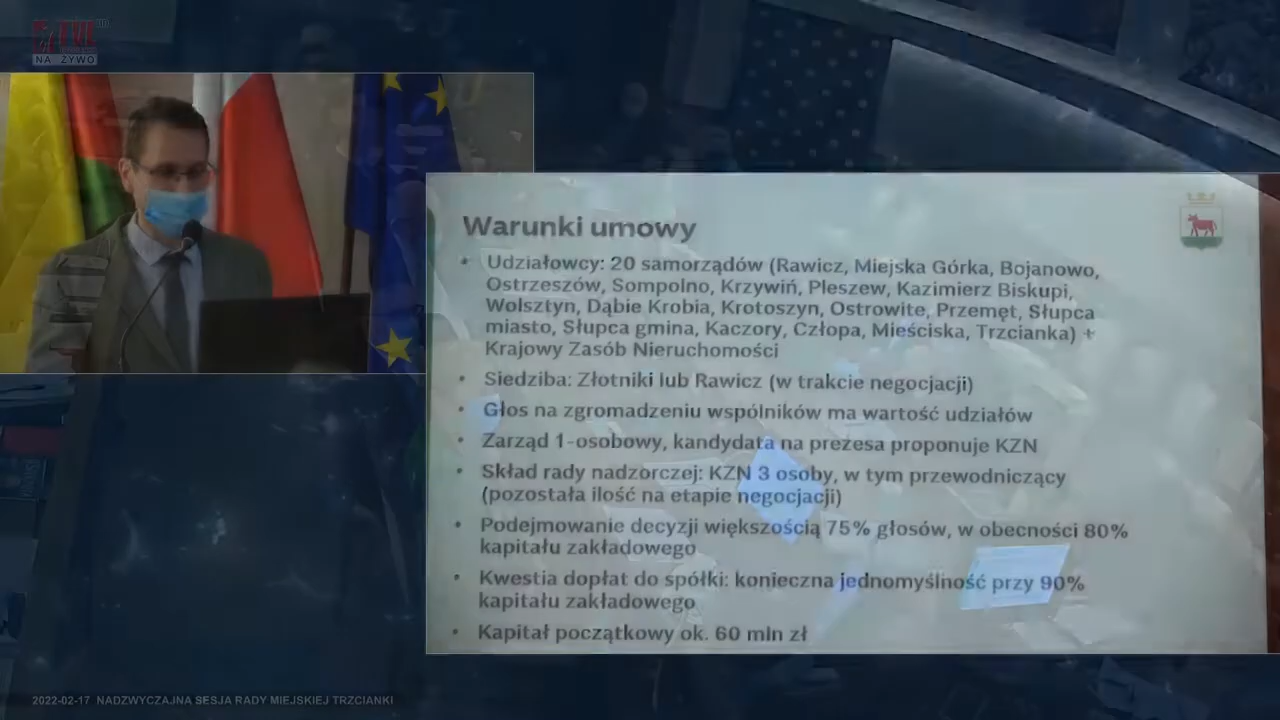 NA ŻYWO
Warunki umowy
• Udziałowcy: 20 samorządów (Rawicz, Miejska Górka, Bojanowo,
Ostrzeszów, Sompolno, Krzywiń, Pleszew, Kazimierz Biskupi,
Wolsztyn, Dąbie Krobia, Krotoszyn, Ostrowite, Przemęt, Słupca
miasto, Słupca gmina, Kaczory, Człopa, Mieściska, Trzcianka) +
Krajowy Zasób Nieruchomości
• Siedziba: Złotniki lub Rawicz (w trakcie negocjacji)
• Głos na zgromadzeniu wspólników ma wartość udziałów
• Zarząd 1-osobowy, kandydata na prezesa proponuje KZN
• Skład rady nadzorczej: KZN 3 osoby, w tym przewodniczący
(pozostała ilość na etapie negocjacji)
• Podejmowanie decyzji większością 75% głosów, w obecności 80%
kapitału zakładowego
• Kwestia dopłat do spółki: konieczna jednomyślność przy 90%
kapitału zakładowego
• Kapitał początkowy ok. 60 mln zł
2022-02-17 NADZWYCZAJNA SESJA RADY MIEJSKIEJ TRZCIANKI